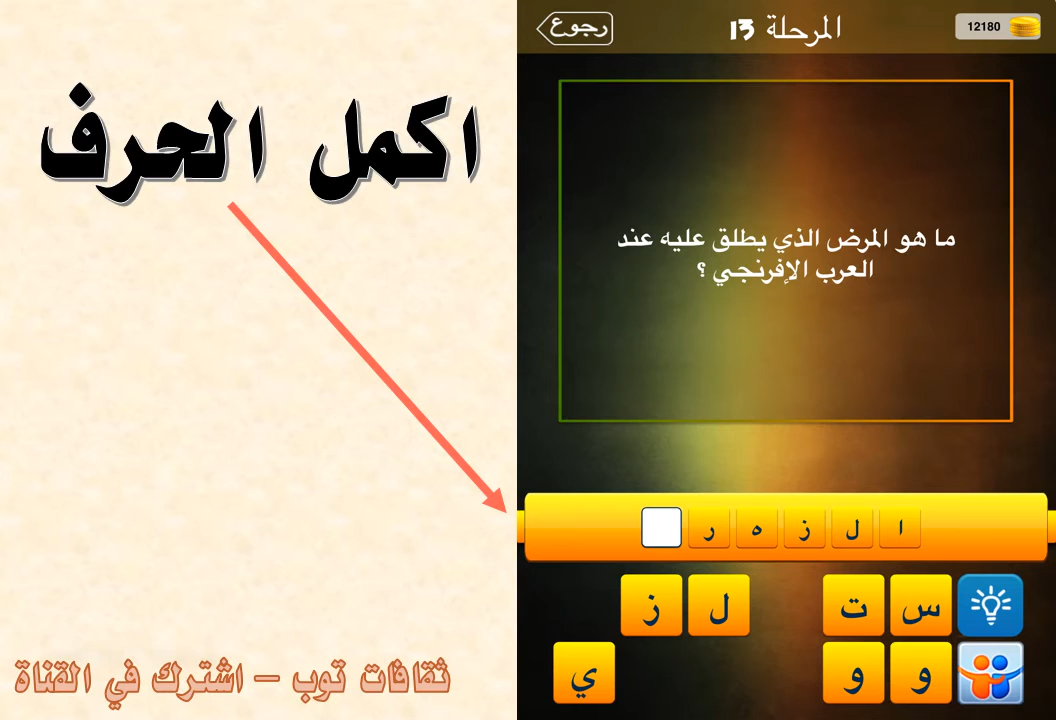 اكمل الحرف
ثقافات توب – اشترك في القناة
رجوع
المرحلة 13
12180
ما هو المرض الذي يطلق عليه عند
العرب الإفرنجي ؟
ا ل ز ه ر
س ت ل ز
و و ي